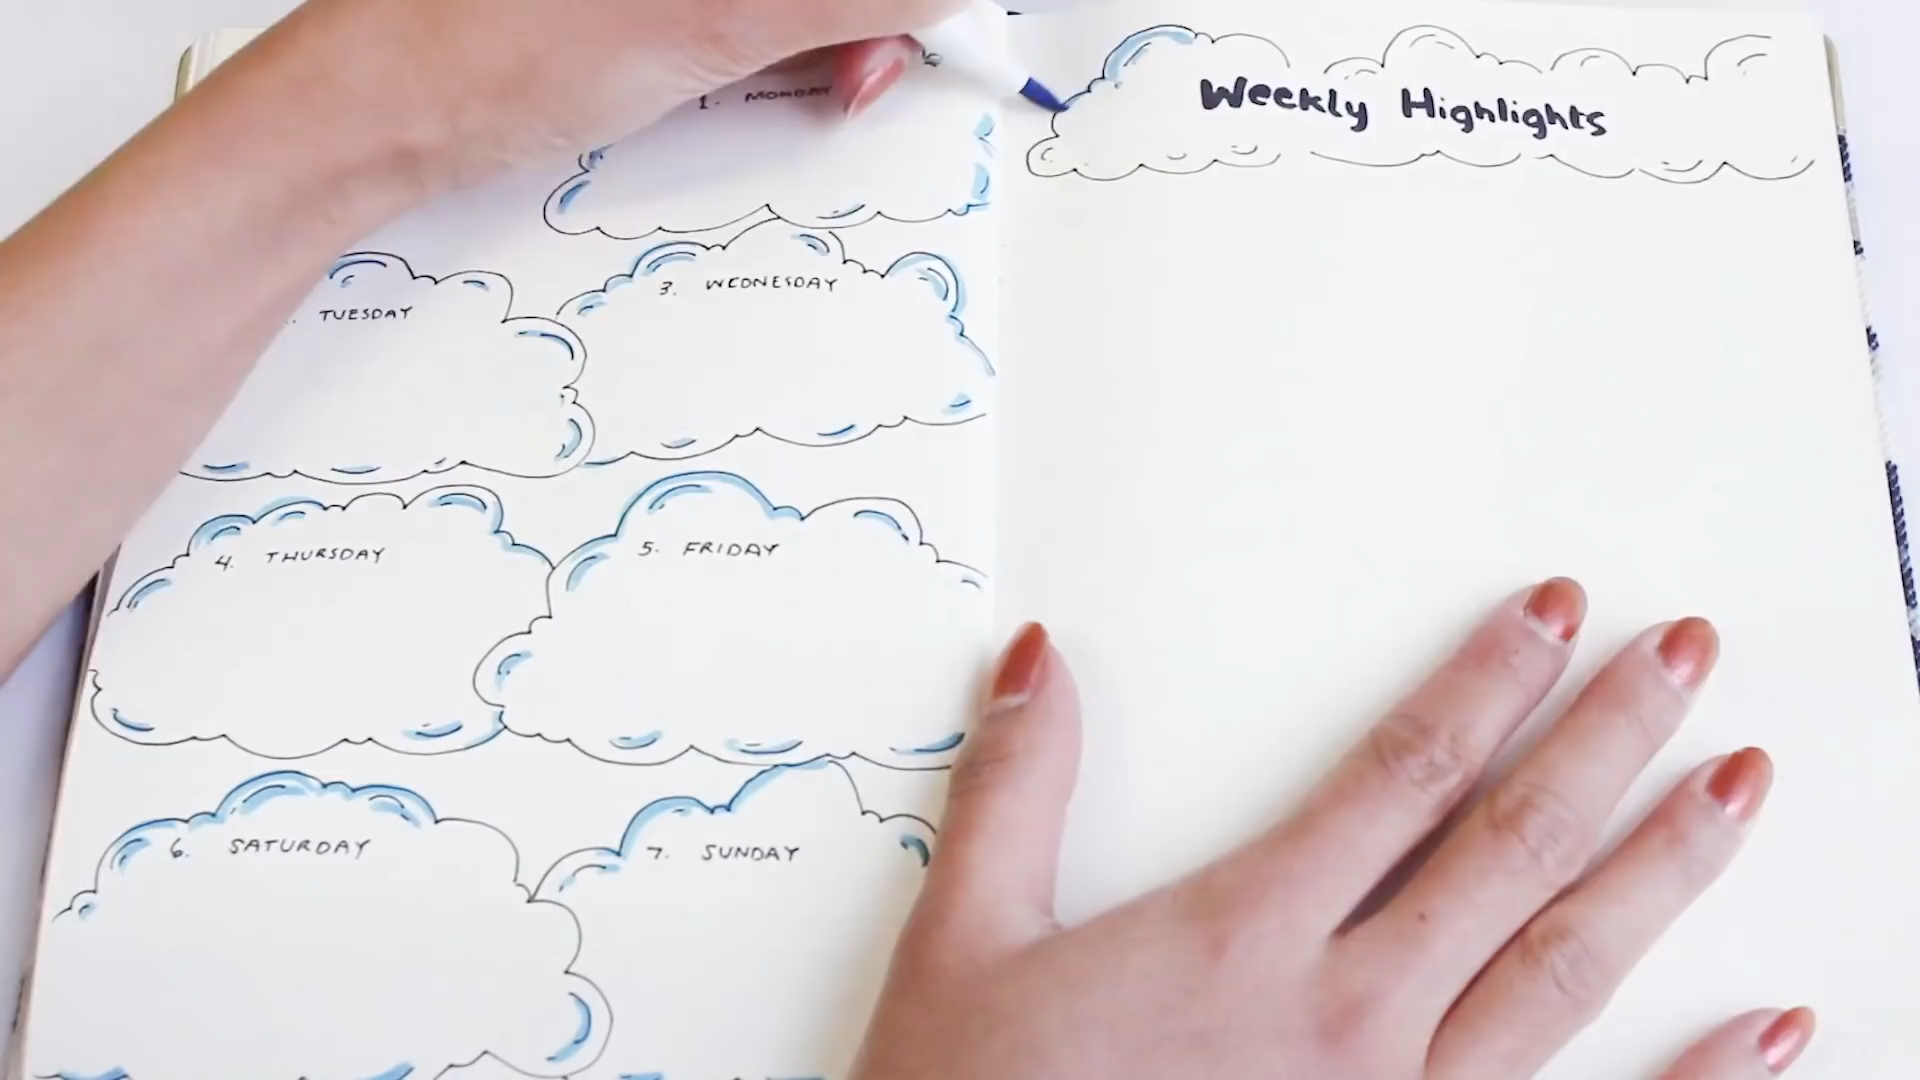 1. MONDAY
TUESDAY
3. WEDNESDAY
4. THURSDAY
5. FRIDAY
6. SATURDAY
7. SUNDAY
Weekly Highlights